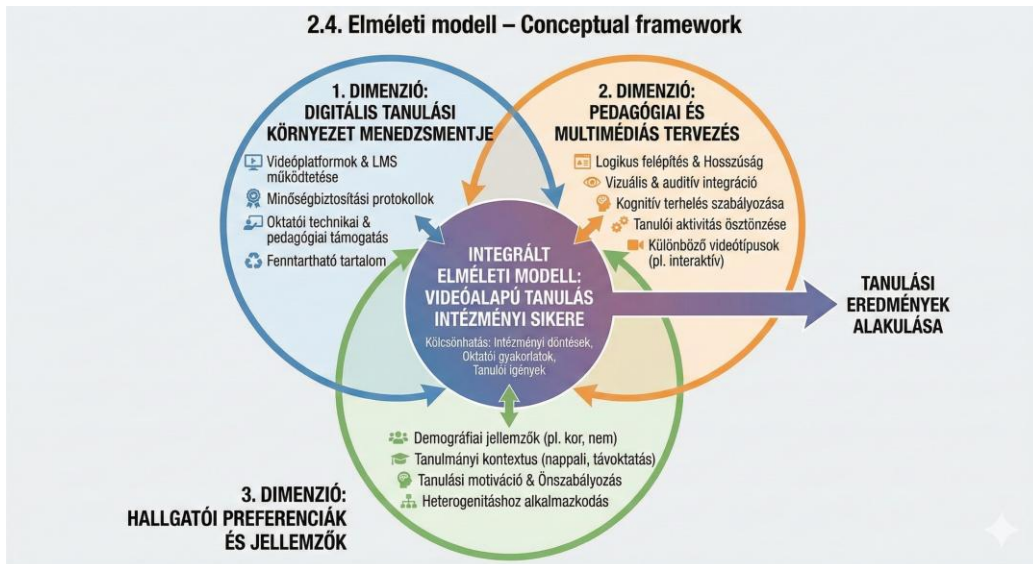 2.4. Elméleti modell – Conceptual framework
1. DIMENZIÓ:
DIGITÁLIS TANULÁSI
KÖRNYEZET MENEDZSMENTJE
Videóplatformok & LMS
működtetése
Minőségbiztosítási protokollok
Oktatói technikai &
pedagógiai támogatás
Fenntartható tartalom
2. DIMENZIÓ:
PEDAGÓGIAI ÉS
MULTIMÉDIÁS TERVEZÉS
Logikus felépítés & Hosszúság
Vizuális & auditív integráció
Kognitív terhelés szabályozása
Tanulói aktivitás ösztönzése
Különböző videótípusok
(pl. interaktív)
INTEGRÁLT
ELMÉLETI MODELL:
VIDEÓALAPÚ TANULÁS
INTÉZMÉNYI SIKERE
Kölcsönhatás: Intézményi döntések,
Oktatói gyakorlatok,
Tanulói igények
TANULÁSI
EREDMÉNYEK
ALAKULÁSA
Demográfiai jellemzők (pl. kor, nem)
Tanulmányi kontextus (nappali, távoktatás)
Tanulási motiváció & Önszabályozás
Heterogenitáshoz alkalmazkodás
3. DIMENZIÓ:
HALLGATÓI PREFERENCIÁK
ÉS JELLEMZŐK